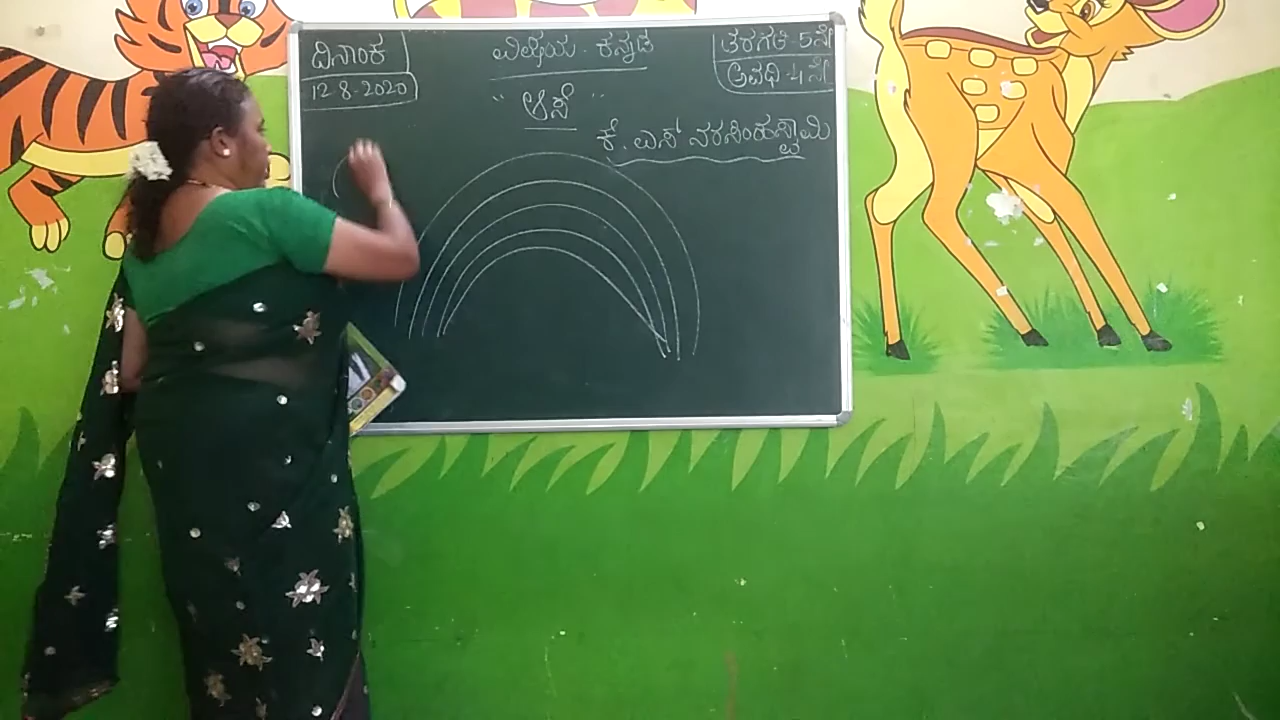 ದಿನಾಂಕ
12-8-2020
ವಿಷಯ - ಕನ್ನಡ
ತರಗತಿ-5ನೇ
ಅವಧಿ-4ನೇ
"ಆಸೆ"
ಕೆ. ಎಸ್ ನರಸಿಂಹಸ್ವಾಮಿ